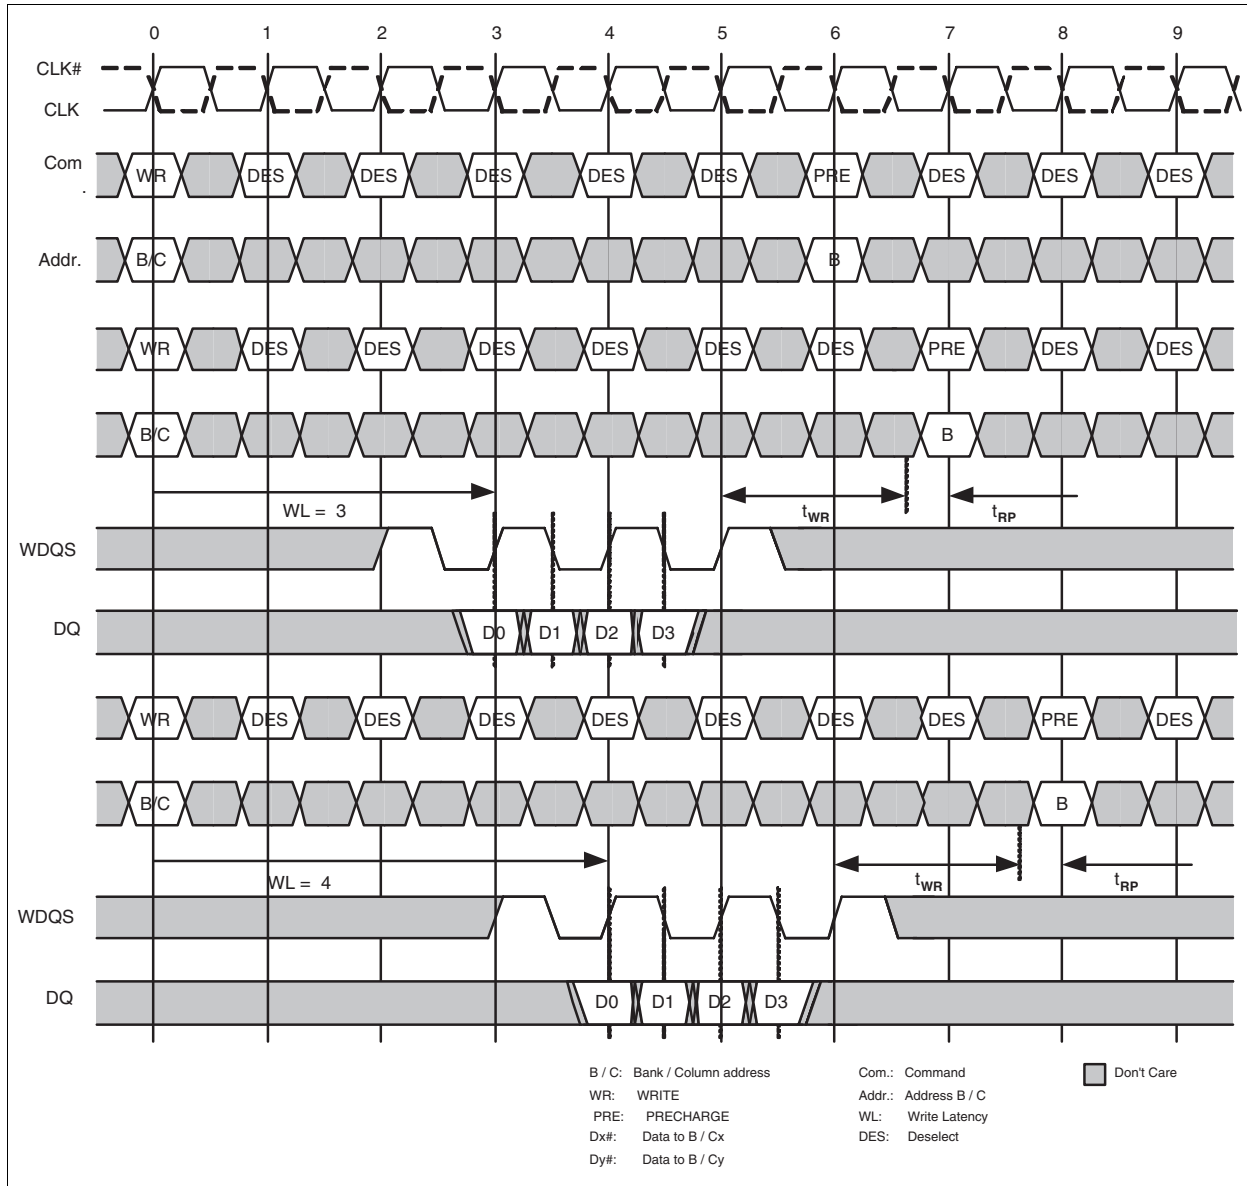 0 1 2 3 4 5 6 7 8 9
CLK#
CLK
Com
.
WR DES DES DES DES DES PRE DES DES DES
Addr.
B/C B
WR DES DES DES DES DES DES PRE DES DES
B/C B
WL = 3
tWR
tRP
WDQS
DQ
D0 D1 D2 D3
WR DES DES DES DES DES DES DES PRE DES
B/C B
WL = 4
tWR
tRP
WDQS
DQ
D0 D1 D2 D3
B / C: Bank / Column address
WR: WRITE
PRE: PRECHARGE
Dx#: Data to B / Cx
Dy#: Data to B / Cy
Com.: Command
Addr.: Address B / C
WL: Write Latency
DES: Deselect
Don't Care